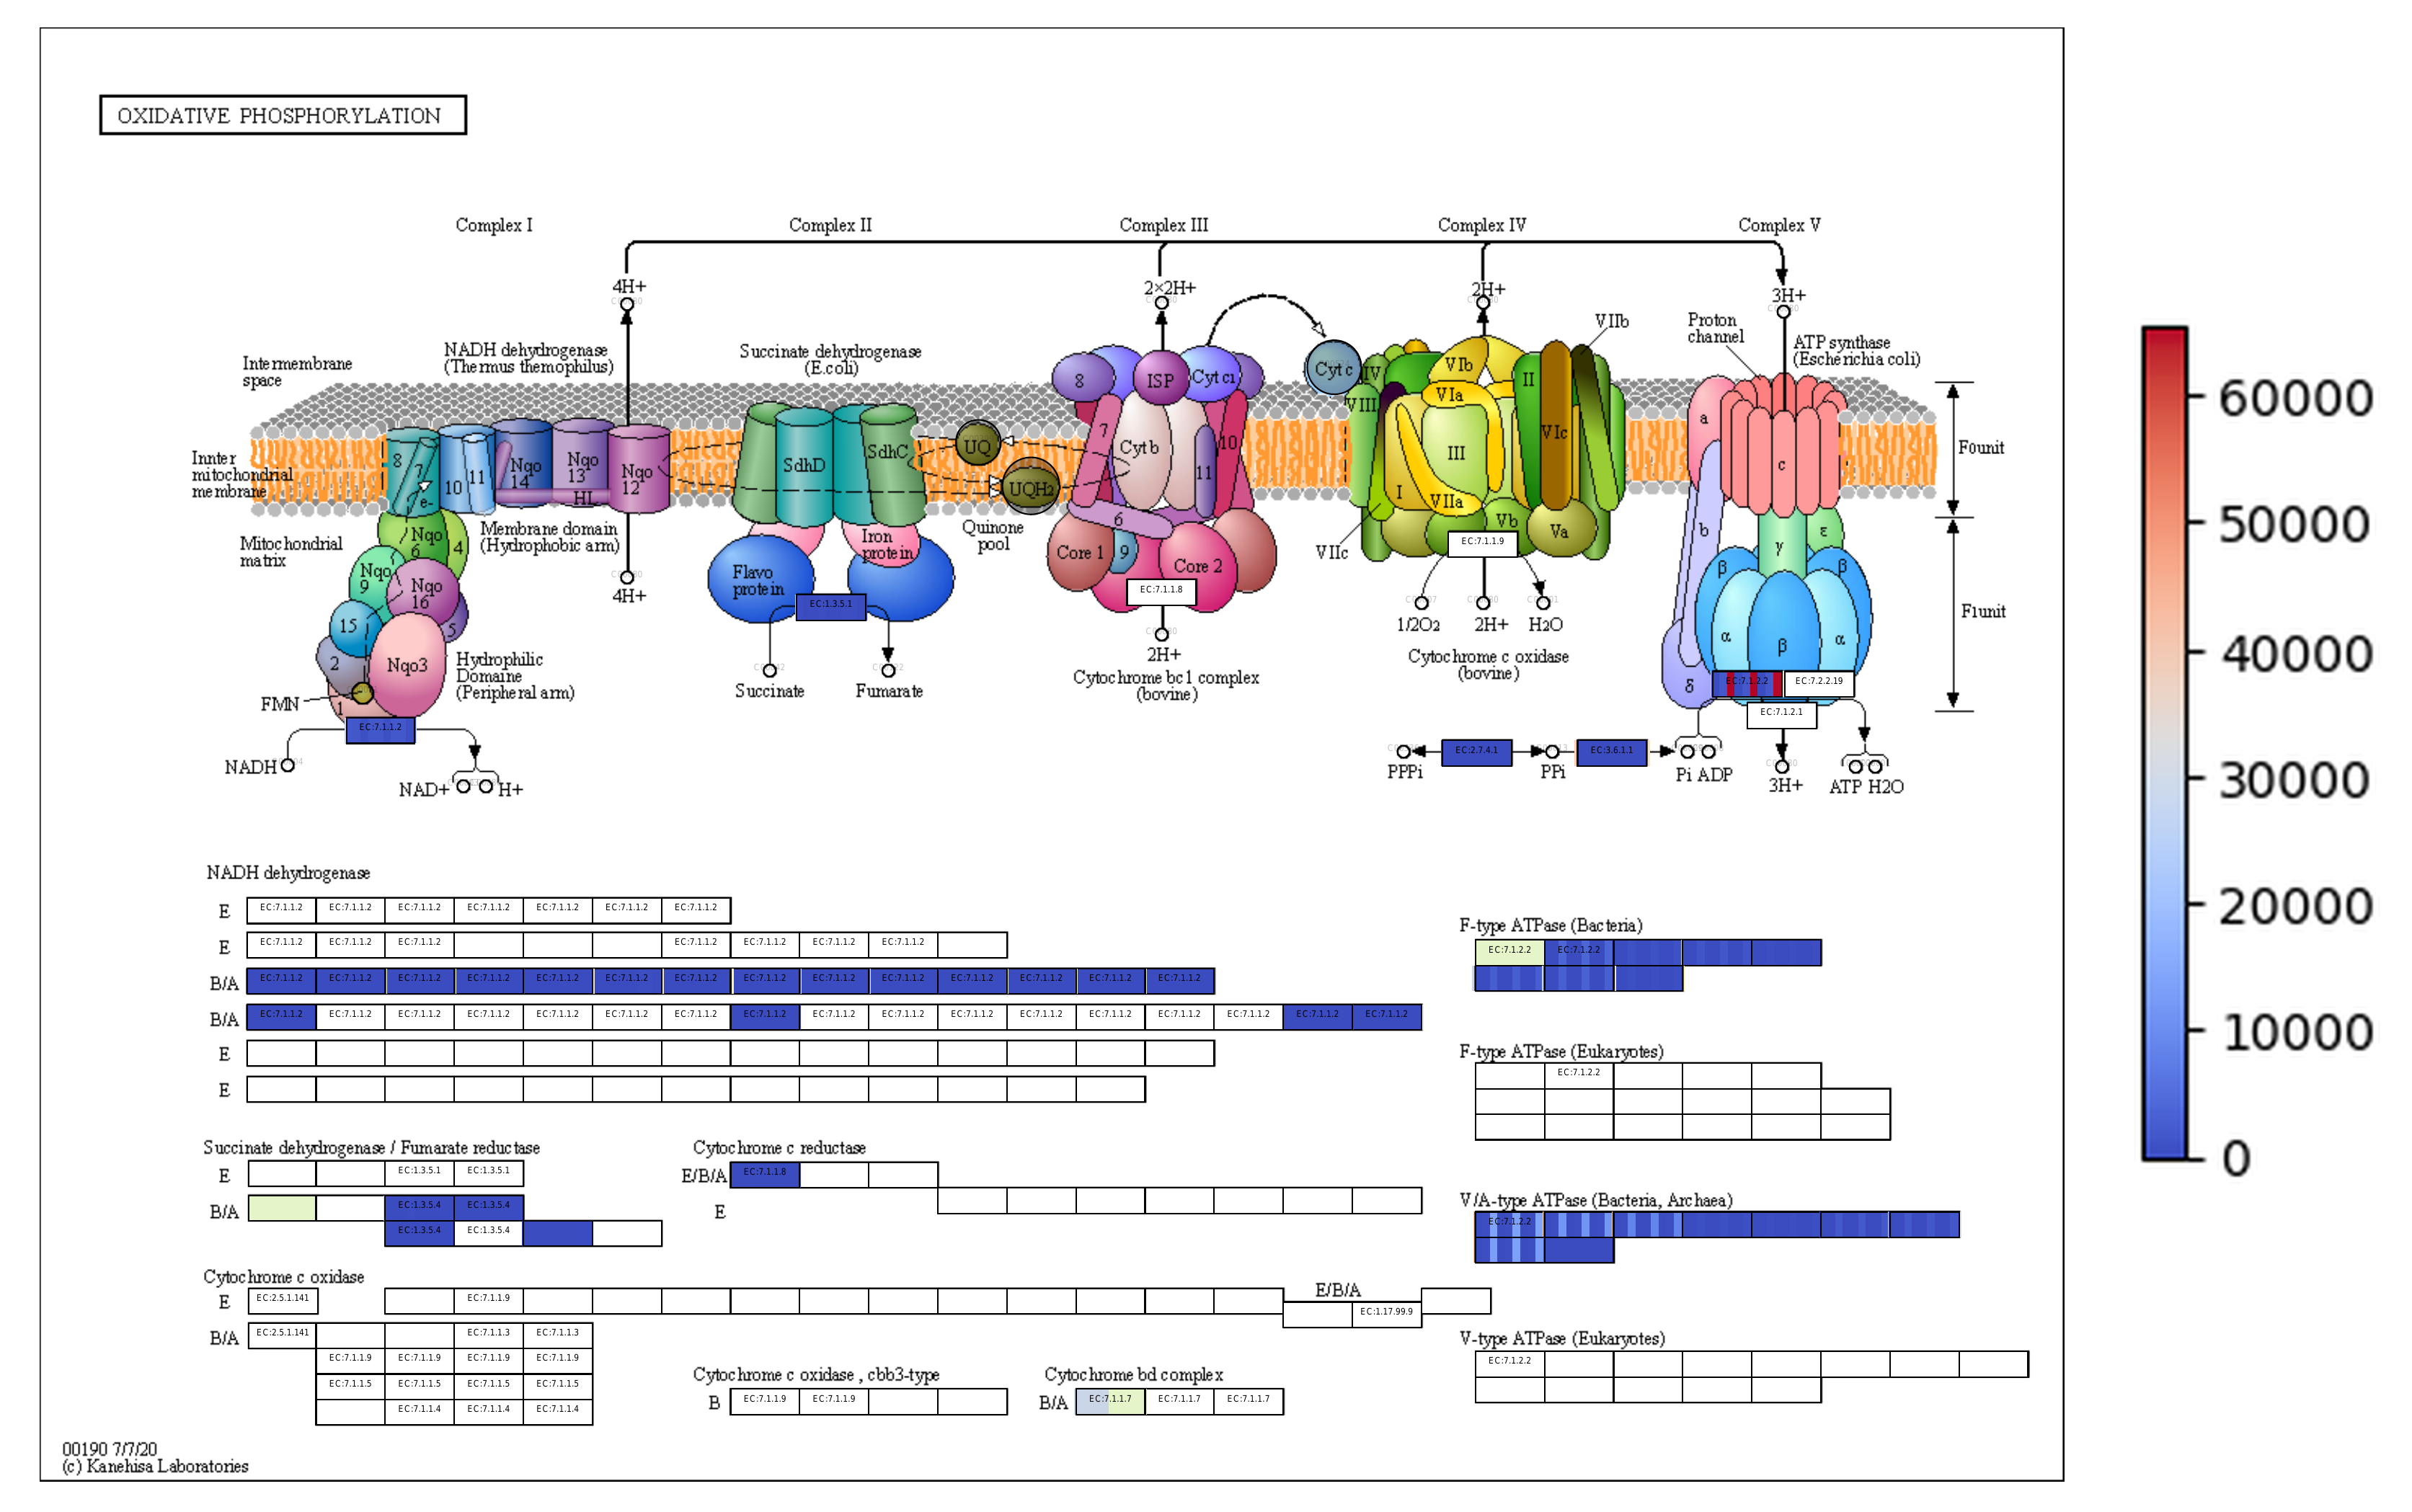 OXIDATIVE PHOSPHORYLATION
Complex I
Complex II
Complex III
Complex IV
Complex V
4H+
2×2H+
2H+
3H+
Intermembrane
space
NADH dehydrogenase
(Thermus themophilus)
Succinate dehydrogenase
(E.coli)
8
ISP
Cyt c1
Cyt c
IV
VIII
VIb
VIa
II
VIIb
Proton
channel
ATP synthase
(Escherichia coli)
Innter
mitochondrial
membrane
8
7
e-
10
11
Nqo
14
Nqo
13
HL
Nqo
12
SdhD
SdhC
UQ
UQH2
7
Cyt b
11
10
6
III
VIc
I
VIIa
a
c
b
Founit
Mitochondrial
matrix
Nqo
6
4
Membrane domain
(Hydrophobic arm)
Iron
protein
Flavo
protein
Quinone
pool
Core 1
9
Core 2
Vb
Va
VIIc
γ
ε
β
β
F1unit
Nqo
9
Nqo
16
15
5
2
Nqo3
1
FMN
4H+
EC:1.3.5.1
EC:7.1.1.8
EC:7.1.1.9
α
β
α
δ
Hydrophilic
Domaine
(Peripheral arm)
Succinate
Fumarate
2H+
Cytochrome bc1 complex
(bovine)
1/2O2
2H+
H2O
Cytochrome c oxidase
(bovine)
EC:7.1.2.2
EC:7.2.2.19
EC:7.1.2.1
EC:7.1.1.2
NADH
NAD+
H+
EC:2.7.4.1
EC:3.6.1.1
PPPi
PPi
Pi ADP
3H+
ATP H2O
NADH dehydrogenase
E
EC:7.1.1.2 EC:7.1.1.2 EC:7.1.1.2 EC:7.1.1.2 EC:7.1.1.2 EC:7.1.1.2 EC:7.1.1.2
E
EC:7.1.1.2 EC:7.1.1.2 EC:7.1.1.2 EC:7.1.1.2 EC:7.1.1.2 EC:7.1.1.2 EC:7.1.1.2
B/A
EC:7.1.1.2 EC:7.1.1.2 EC:7.1.1.2 EC:7.1.1.2 EC:7.1.1.2 EC:7.1.1.2 EC:7.1.1.2 EC:7.1.1.2 EC:7.1.1.2 EC:7.1.1.2 EC:7.1.1.2 EC:7.1.1.2 EC:7.1.1.2 EC:7.1.1.2
B/A
EC:7.1.1.2 EC:7.1.1.2 EC:7.1.1.2 EC:7.1.1.2 EC:7.1.1.2 EC:7.1.1.2 EC:7.1.1.2 EC:7.1.1.2 EC:7.1.1.2 EC:7.1.1.2 EC:7.1.1.2 EC:7.1.1.2 EC:7.1.1.2 EC:7.1.1.2 EC:7.1.1.2 EC:7.1.1.2 EC:7.1.1.2
E
E
Succinate dehydrogenase / Fumarate reductase
E
EC:1.3.5.1 EC:1.3.5.1
B/A
EC:1.3.5.4 EC:1.3.5.4
EC:1.3.5.4 EC:1.3.5.4
Cytochrome c reductase
E/B/A
EC:7.1.1.8
E
Cytochrome c oxidase
E
EC:2.5.1.141
EC:7.1.1.9
E/B/A
EC:1.17.99.9
B/A
EC:2.5.1.141 EC:7.1.1.3 EC:7.1.1.3
EC:7.1.1.9 EC:7.1.1.9 EC:7.1.1.9 EC:7.1.1.9
EC:7.1.1.5 EC:7.1.1.5 EC:7.1.1.5 EC:7.1.1.5
EC:7.1.1.4 EC:7.1.1.4 EC:7.1.1.4
Cytochrome c oxidase , cbb3-type
B
EC:7.1.1.9 EC:7.1.1.9
Cytochrome bd complex
B/A
EC:7.1.1.7 EC:7.1.1.7 EC:7.1.1.7
F-type ATPase (Bacteria)
EC:7.1.2.2 EC:7.1.2.2
F-type ATPase (Eukaryotes)
EC:7.1.2.2
V/A-type ATPase (Bacteria, Archaea)
EC:7.1.2.2
V-type ATPase (Eukaryotes)
EC:7.1.2.2
00190 7/7/20
(c) Kanehisa Laboratories
60000
50000
40000
30000
20000
10000
0